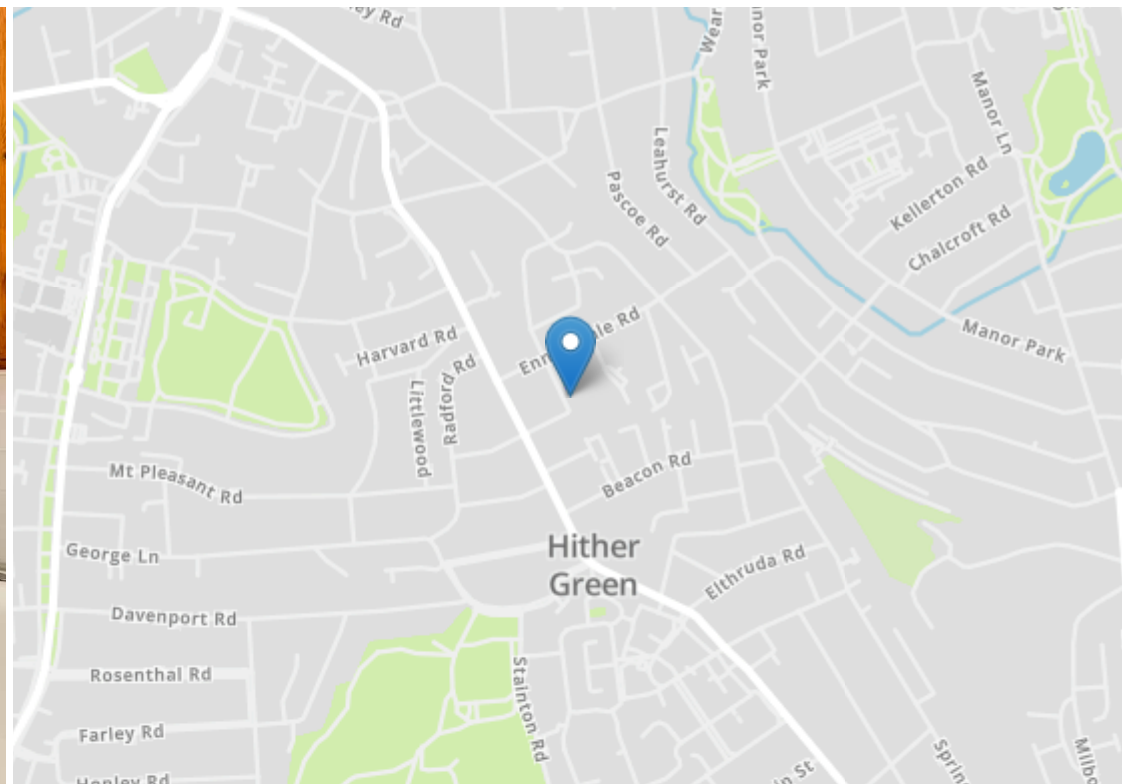 Manor Park
Manor Ln
Leahurst Rd
Pascoe Rd
Kellerton Rd
Chalcroft Rd
Manor Park
Harvard Rd
Radford Rd
Littlewood
Mt Pleasant Rd
Beacon Rd
George Ln
Hither
Green
Elthruda Rd
Davenport Rd
Rosenthal Rd
Stainton Rd
Farley Rd